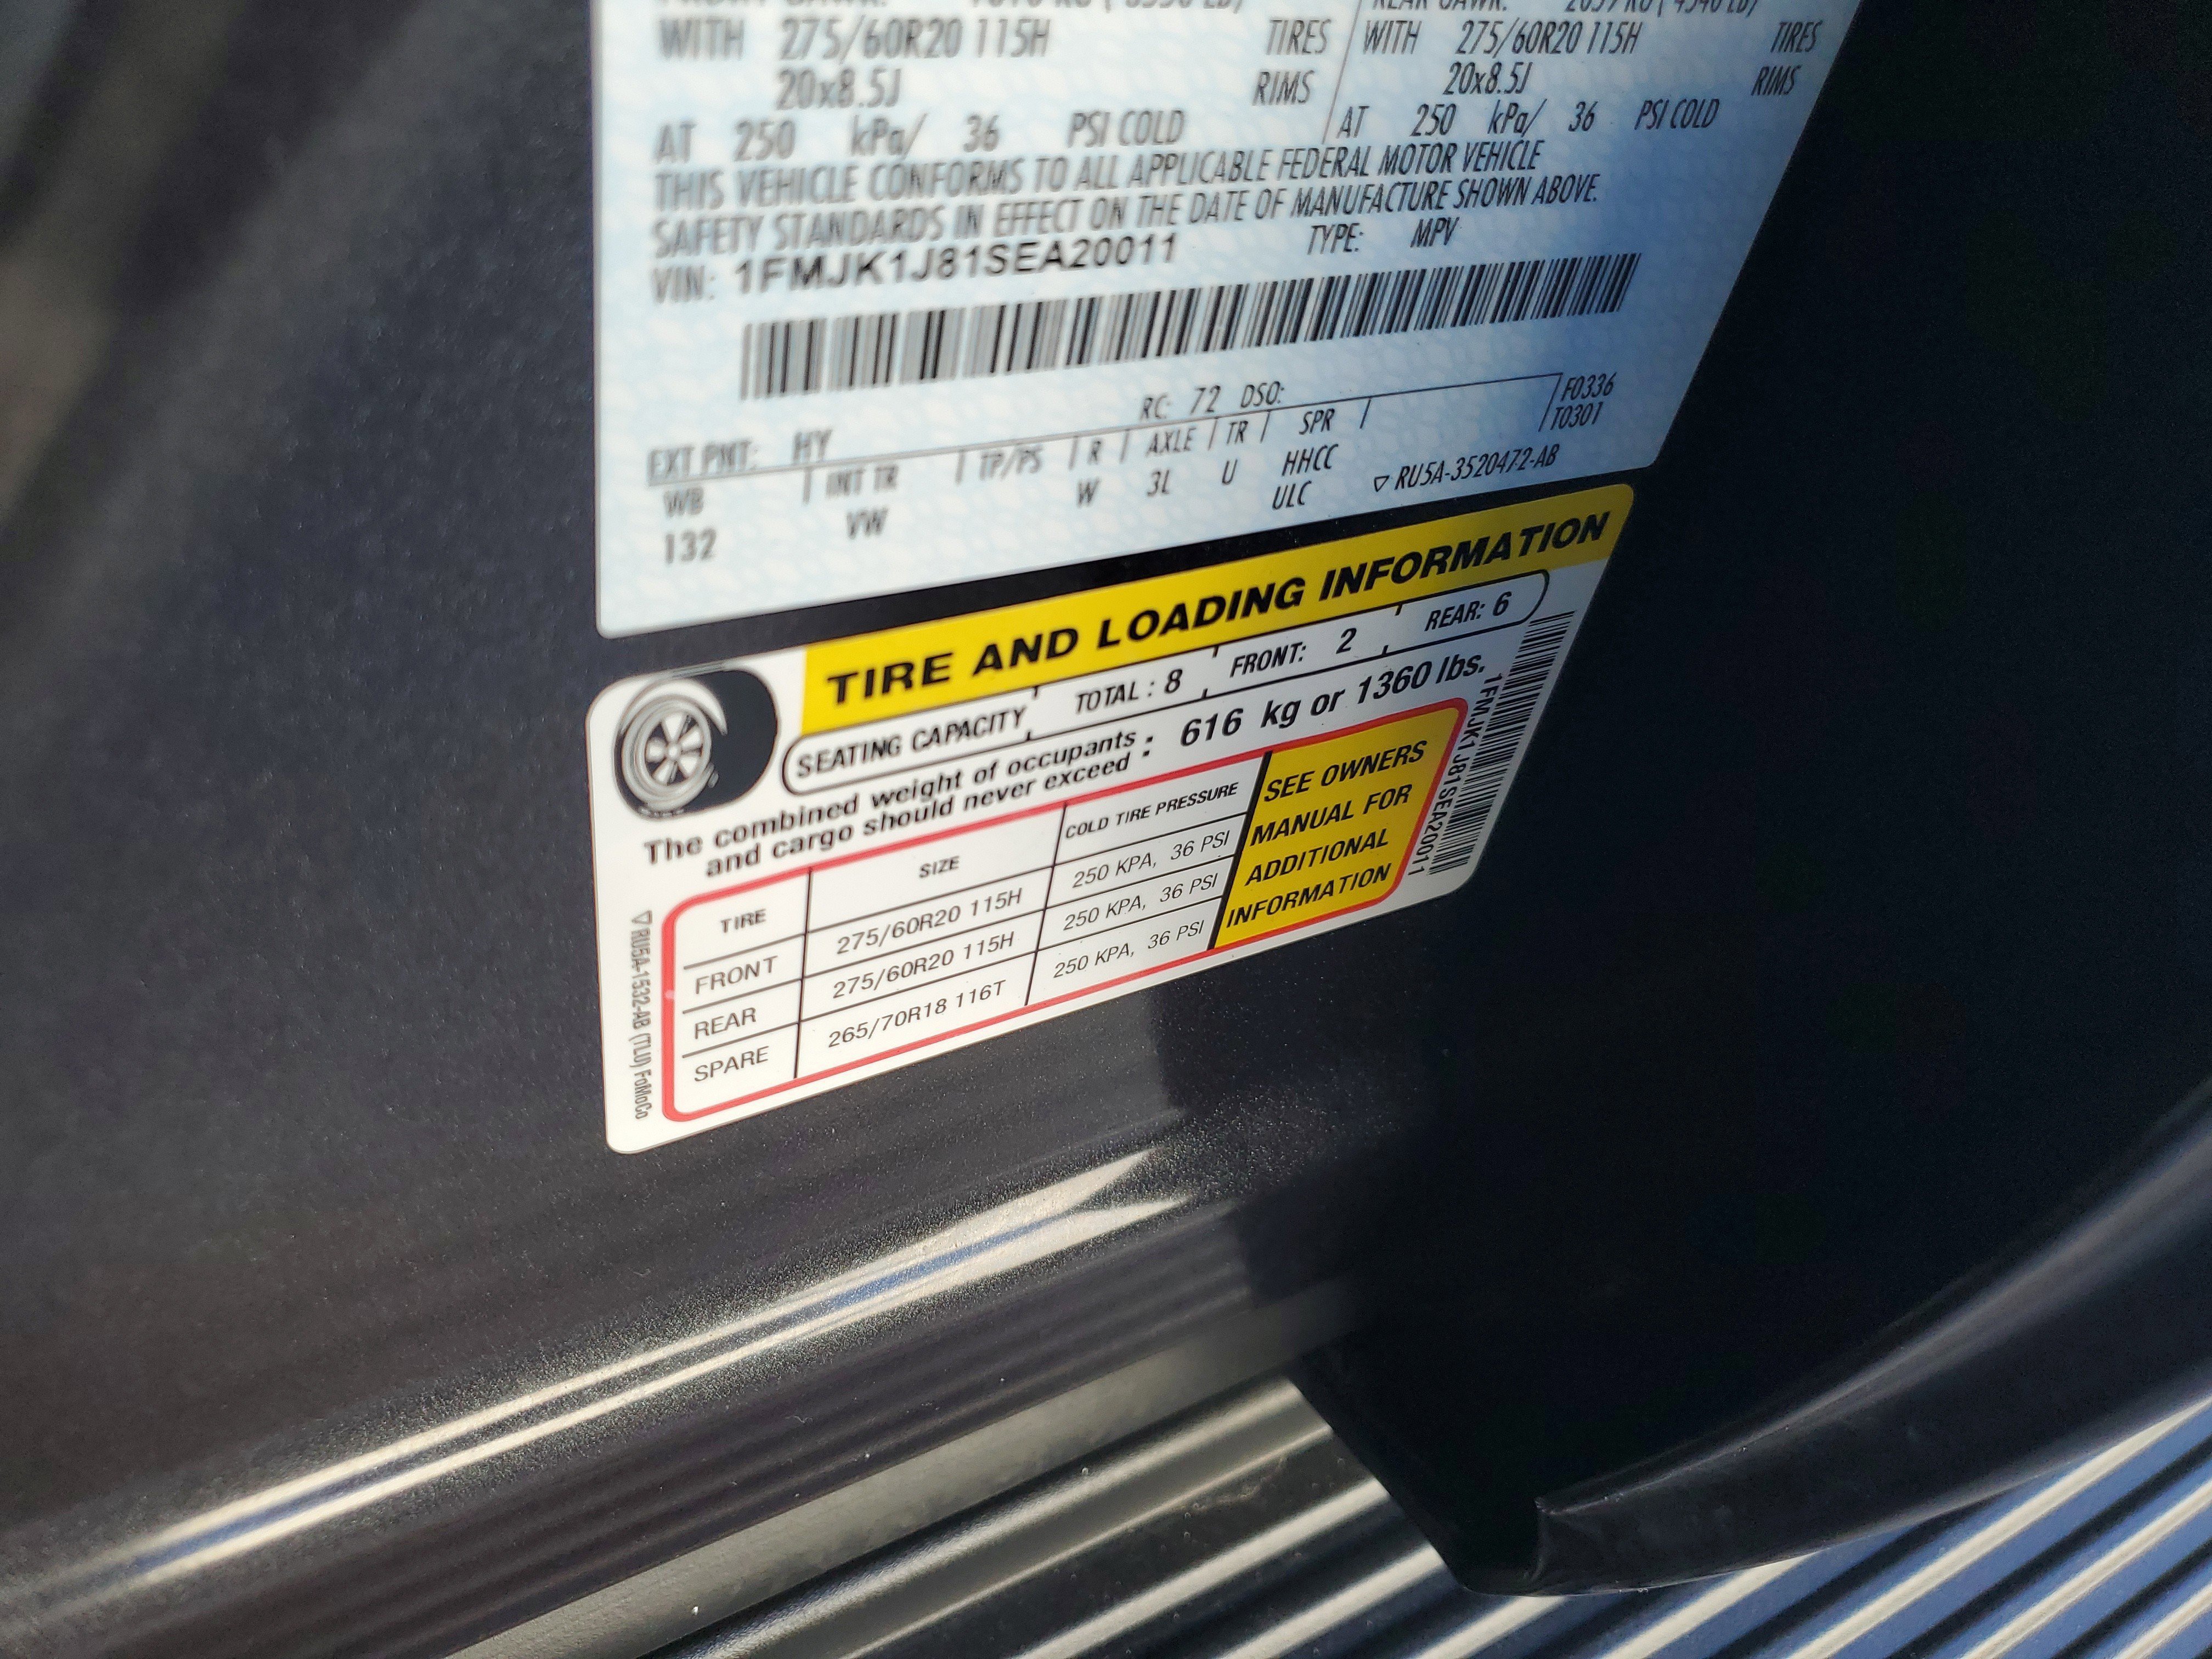 WITH 275/60R20 115H TIRES WITH 275/60R20 115H TIRES
20x8.5J RIMS 20x8.5J RIMS
AT 250 kPa/ 36 PSI COLD AT 250 kPa/ 36 PSI COLD
THIS VEHICLE CONFORMS TO ALL APPLICABLE FEDERAL MOTOR VEHICLE
SAFETY STANDARDS IN EFFECT ON THE DATE OF MANUFACTURE SHOWN ABOVE.
VIN: 1FMJK1J81SEA20011 TYPE: MPV
EXT PNT: HY RC: 72 DSO: F0336
WB INT TR TP/PS R AXLE TR SPR T0301
132 VW W 3L U HHCC
ULC ▽ RU5A-3520472-AB
TIRE AND LOADING INFORMATION
SEATING CAPACITY TOTAL : 8 FRONT: 2 REAR: 6
The combined weight of occupants
and cargo should never exceed : 616 kg or 1360 lbs.
TIRE SIZE COLD TIRE PRESSURE
FRONT 275/60R20 115H 250 KPA, 36 PSI
REAR 275/60R20 115H 250 KPA, 36 PSI
SPARE 265/70R18 116T 250 KPA, 36 PSI
SEE OWNERS
MANUAL FOR
ADDITIONAL
INFORMATION
1FMJK1J81SEA20011
▽ RU5A-1532-AB (TLU) FoMoCo